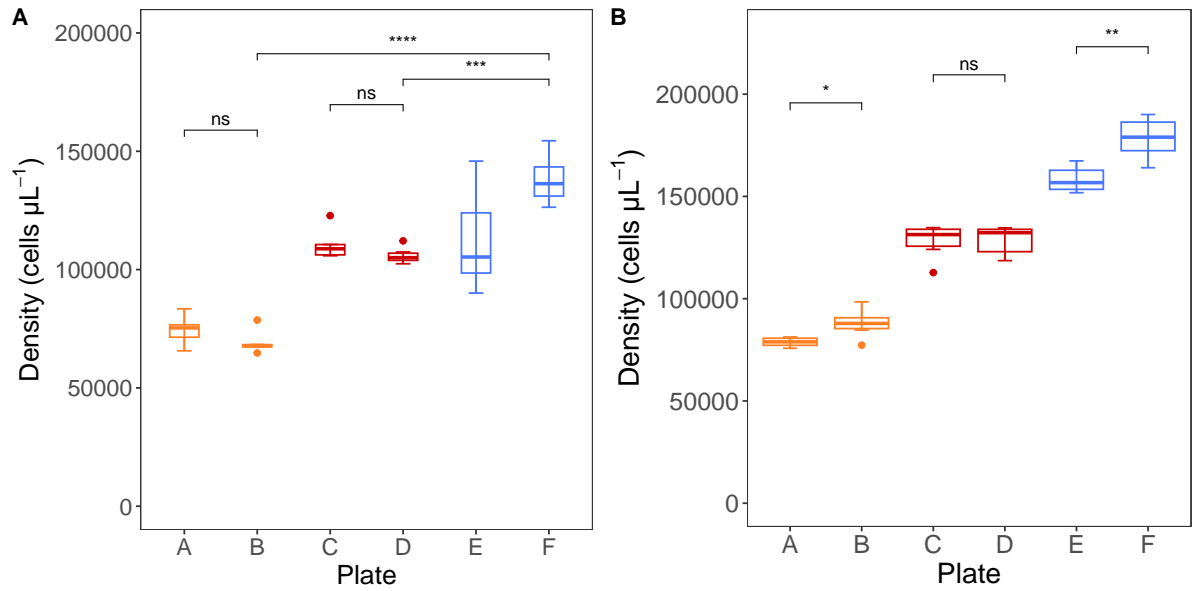 A
Density (cells µL⁻¹)
200000
150000
100000
50000
0
****
***
ns
ns
A B C D E F
Plate
B
Density (cells µL⁻¹)
200000
150000
100000
50000
0
**
ns
*
A B C D E F
Plate